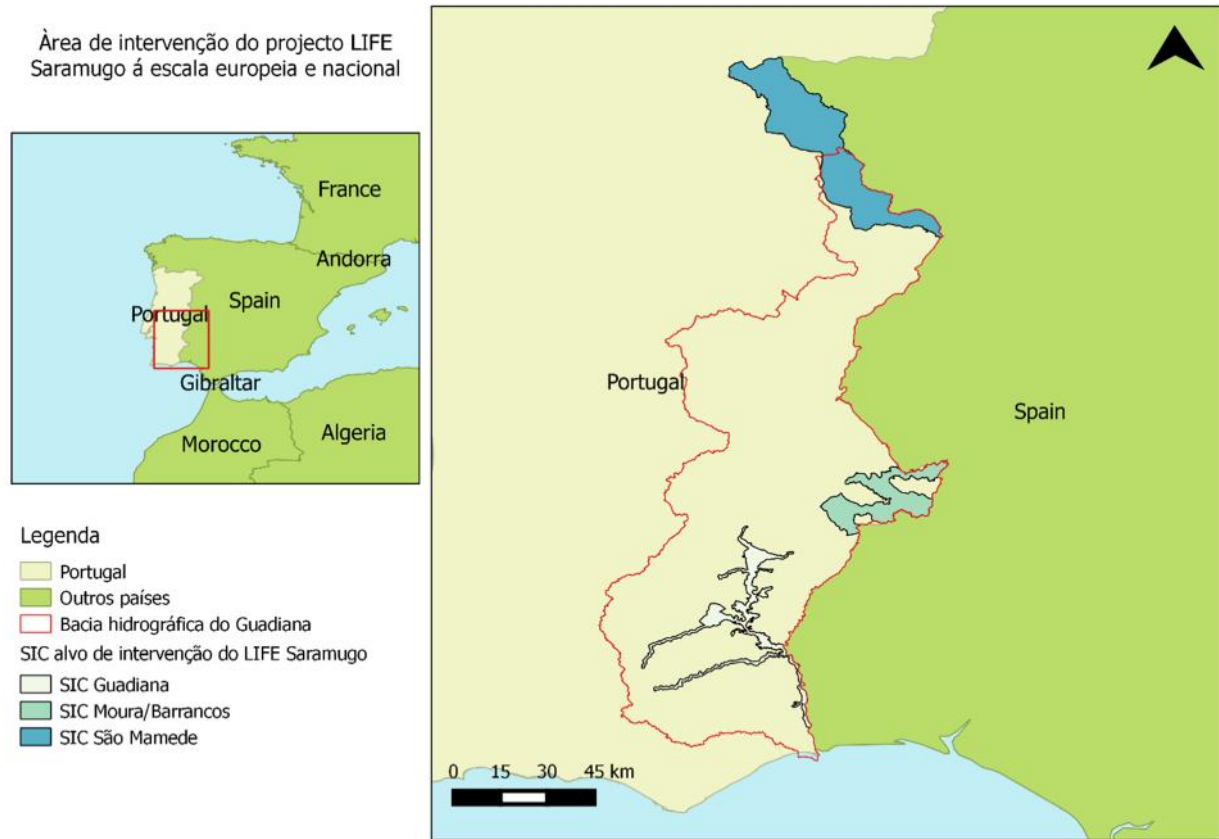 Àrea de intervenção do projecto LIFE
Saramugo á escala europeia e nacional
France
Andorra
Spain
Portugal
Gibraltar
Morocco
Algeria
Legenda
Portugal
Outros países
Bacia hidrográfica do Guadiana
SIC alvo de intervenção do LIFE Saramugo
SIC Guadiana
SIC Moura/Barrancos
SIC São Mamede
Portugal
Spain
0 15 30 45 km